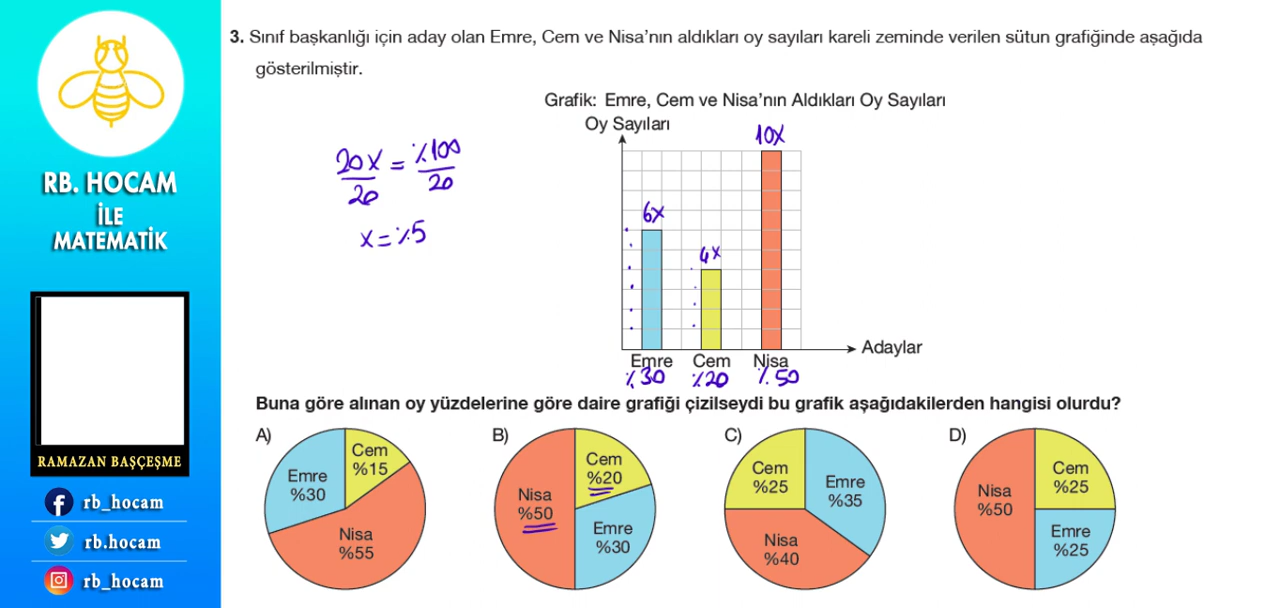 RB. HOCAM
İLE
MATEMATİK
RAMAZAN BAŞÇEŞME
rb_hocam
rb.hocam
rb_hocam
3. Sınıf başkanlığı için aday olan Emre, Cem ve Nisa'nın aldıkları oy sayıları kareli zeminde verilen sütun grafiğinde aşağıda
gösterilmiştir.
Grafik: Emre, Cem ve Nisa'nın Aldıkları Oy Sayıları
Oy Sayıları
20x/20 = %100/20
x = %5
6x
4x
10x
Adaylar
Emre Cem Nisa
%30 %20 %50
Buna göre alınan oy yüzdelerine göre daire grafiği çizilseydi bu grafik aşağıdakilerden hangisi olurdu?
A)
Cem
%15
Emre
%30
Nisa
%55
B)
Cem
%20
Nisa
%50
Emre
%30
C)
Cem
%25
Emre
%35
Nisa
%40
D)
Cem
%25
Nisa
%50
Emre
%25